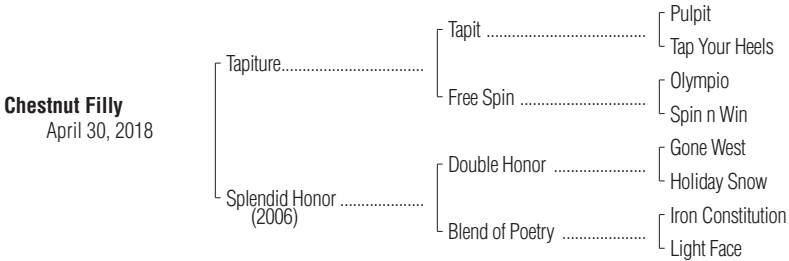 Chestnut Filly
April 30, 2018
Tapiture
Splendid Honor
(2006)
Tapit
Free Spin
Double Honor
Blend of Poetry
Pulpit
Tap Your Heels
Olympio
Spin n Win
Gone West
Holiday Snow
Iron Constitution
Light Face